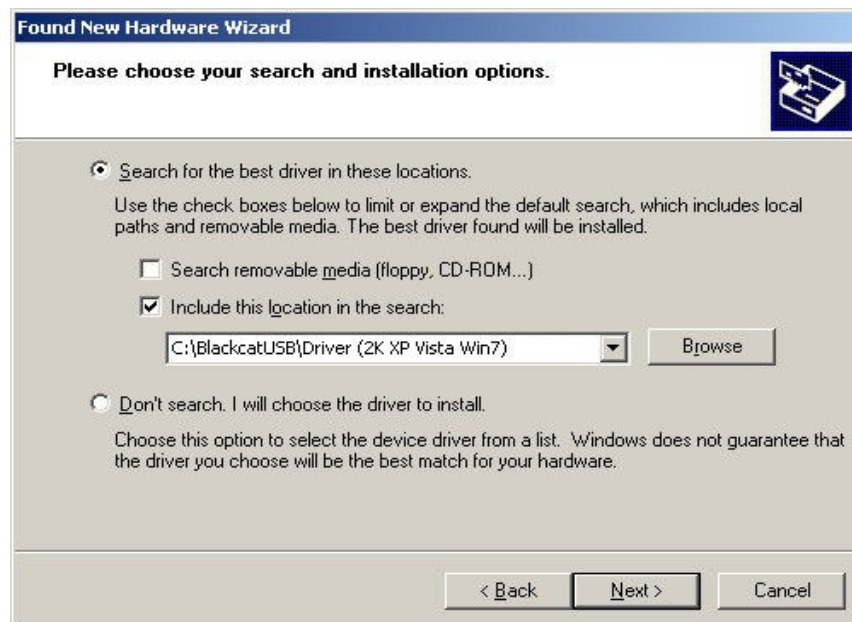 Found New Hardware Wizard
Please choose your search and installation options.
Search for the best driver in these locations.
Use the check boxes below to limit or expand the default search, which includes local
paths and removable media. The best driver found will be installed.
Search removable media (floppy, CD-ROM...)
Include this location in the search:
C:\BlackcatUSB\Driver (2K XP Vista Win7)
Browse
Don't search. I will choose the driver to install.
Choose this option to select the device driver from a list. Windows does not guarantee that
the driver you choose will be the best match for your hardware.
< Back
Next >
Cancel